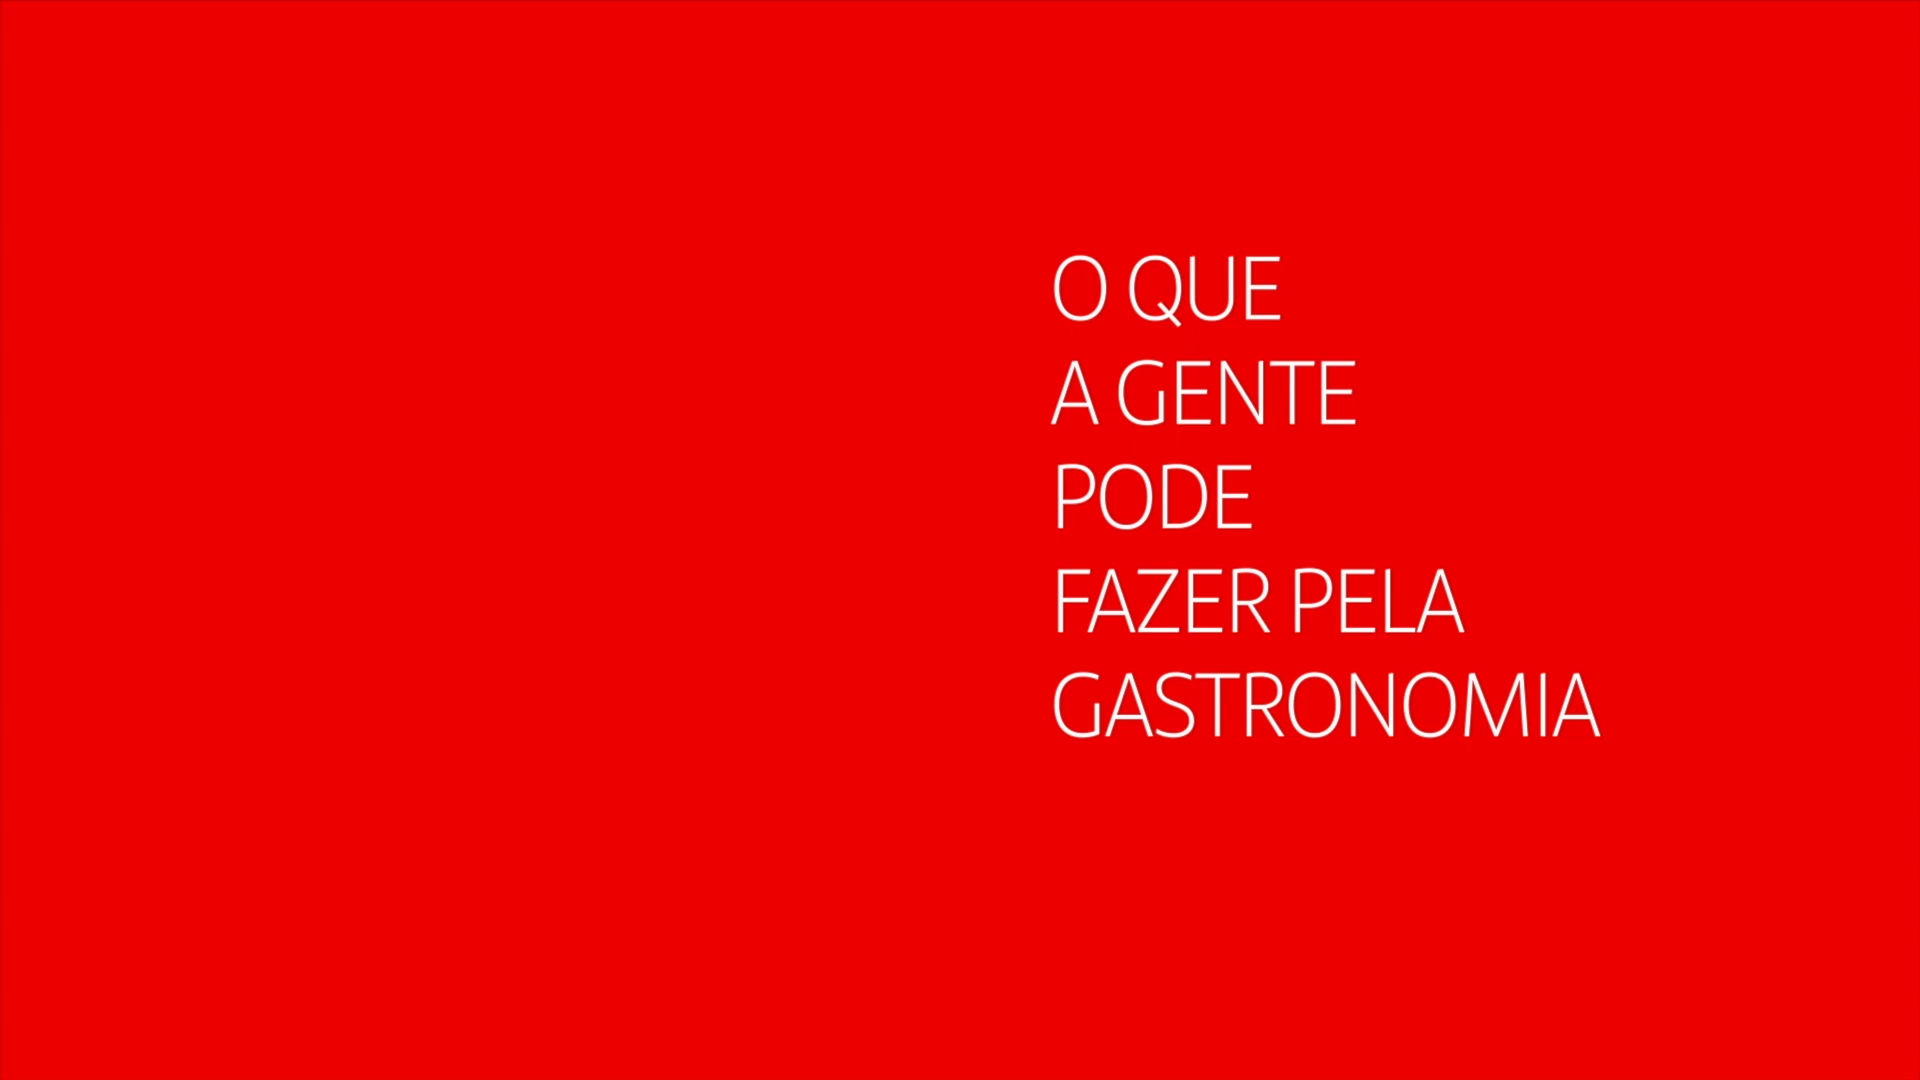 O QUE
A GENTE
PODE
FAZER PELA
GASTRONOMIA